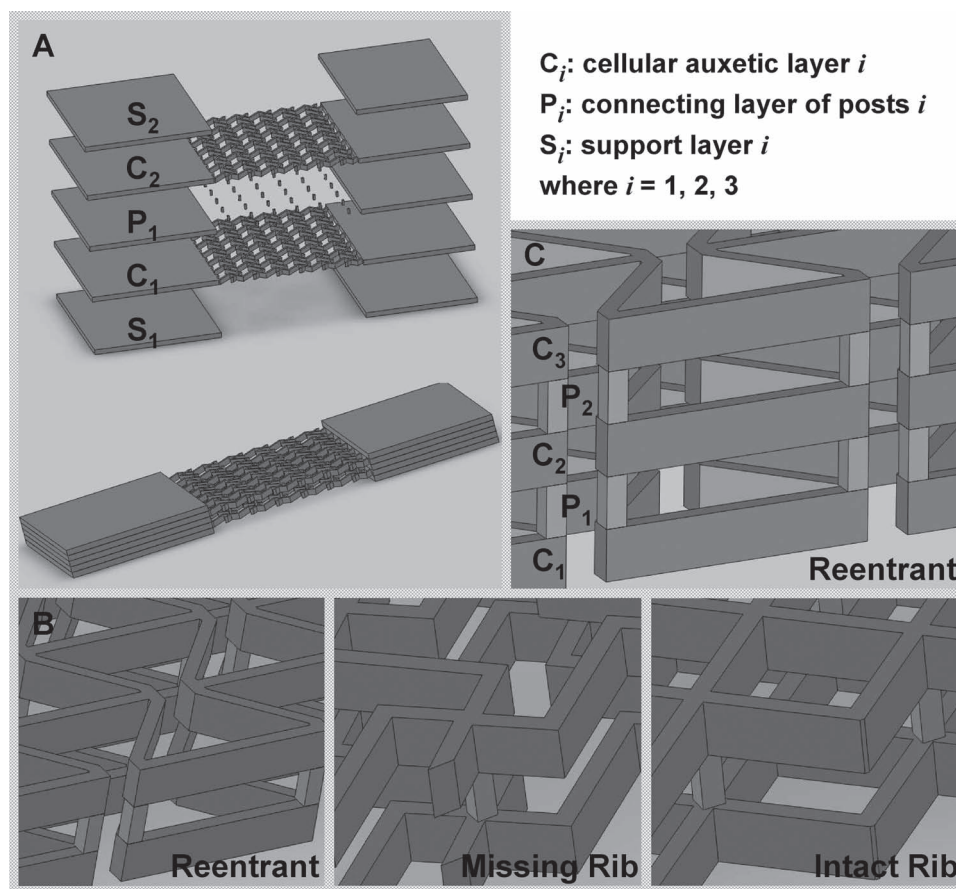 A
S₂
C₂
P₁
C₁
S₁
Cᵢ: cellular auxetic layer i
Pᵢ: connecting layer of posts i
Sᵢ: support layer i
where i = 1, 2, 3
C
C₃
P₂
C₂
P₁
C₁
Reentrant
B
Reentrant
Missing Rib
Intact Rib